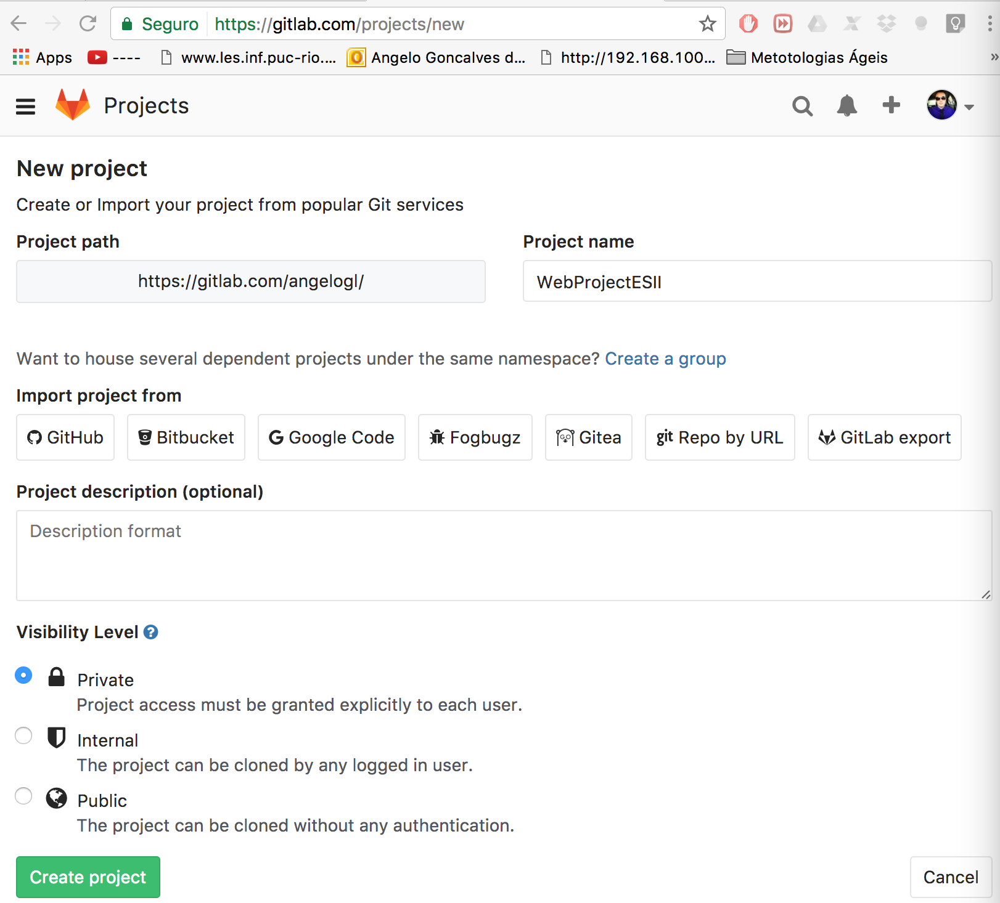 Seguro https://gitlab.com/projects/new
Apps ---- www.les.inf.puc-rio.... Angelo Goncalves d... http://192.168.100... Metotologias Ágeis »
Projects
New project
Create or Import your project from popular Git services
Project path Project name
https://gitlab.com/angelogl/ WebProjectESII
Want to house several dependent projects under the same namespace? Create a group
Import project from
GitHub Bitbucket Google Code Fogbugz Gitea git Repo by URL GitLab export
Project description (optional)
Description format
Visibility Level ?
Private
Project access must be granted explicitly to each user.
Internal
The project can be cloned by any logged in user.
Public
The project can be cloned without any authentication.
Create project Cancel